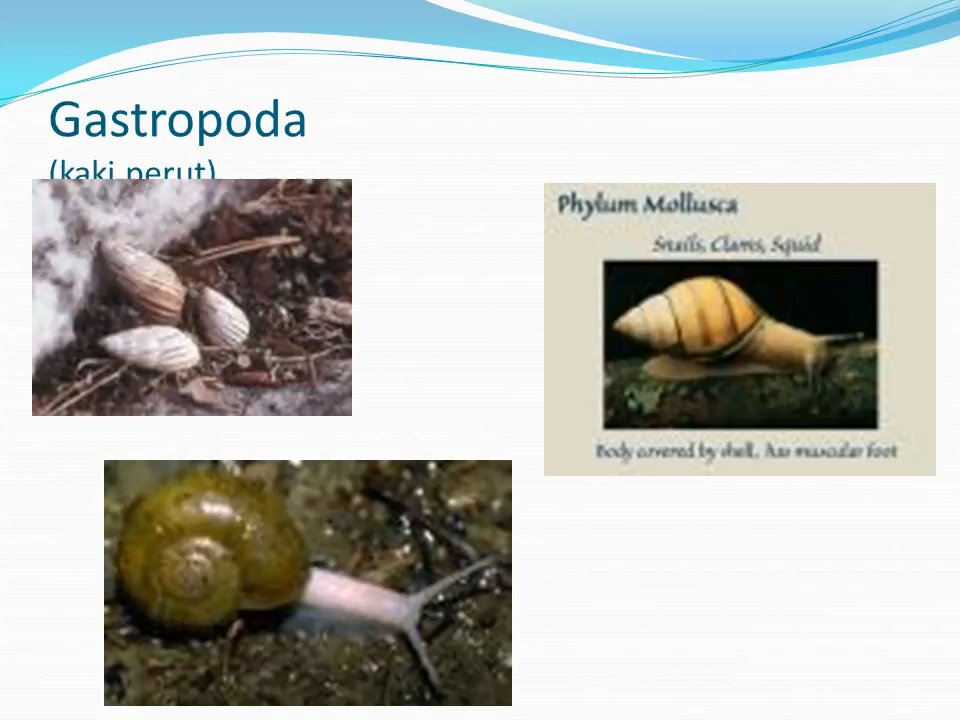 Gastropoda
(kaki perut)
Phylum Mollusca
Snails, Clams, Squid
Body covered by shell, has muscular foot